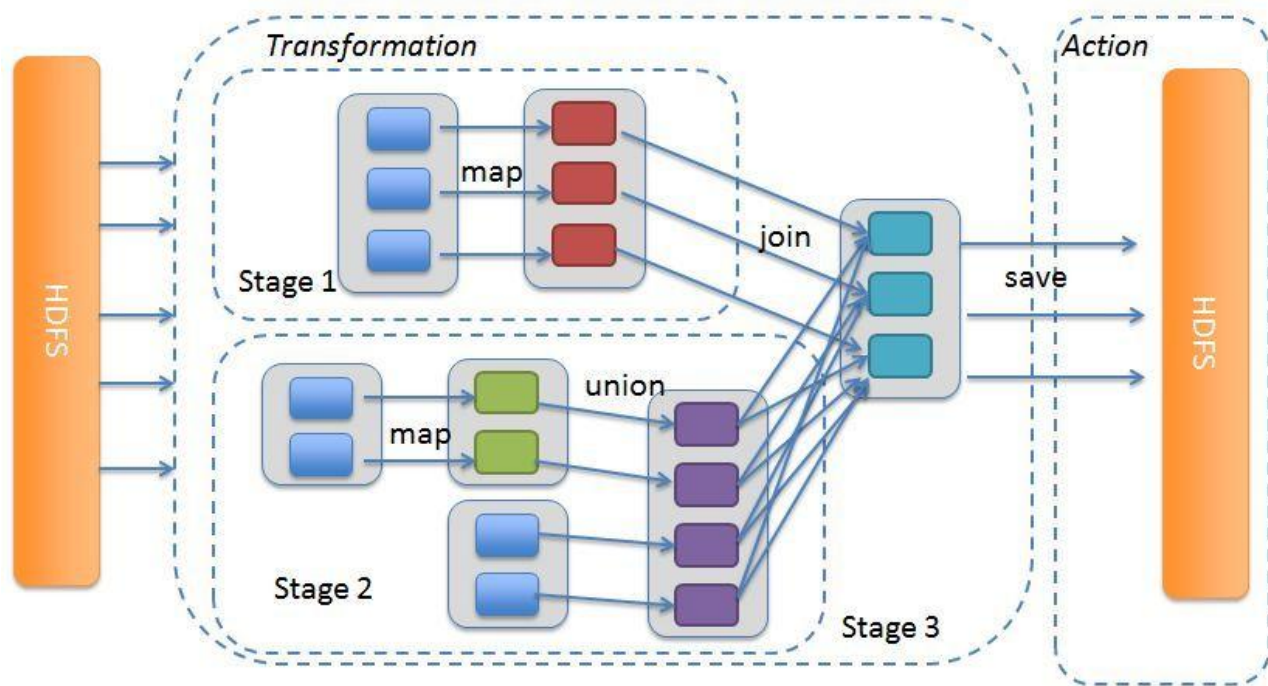 Transformation
Action
map
join
Stage 1
save
HDFS
HDFS
union
map
Stage 2
Stage 3